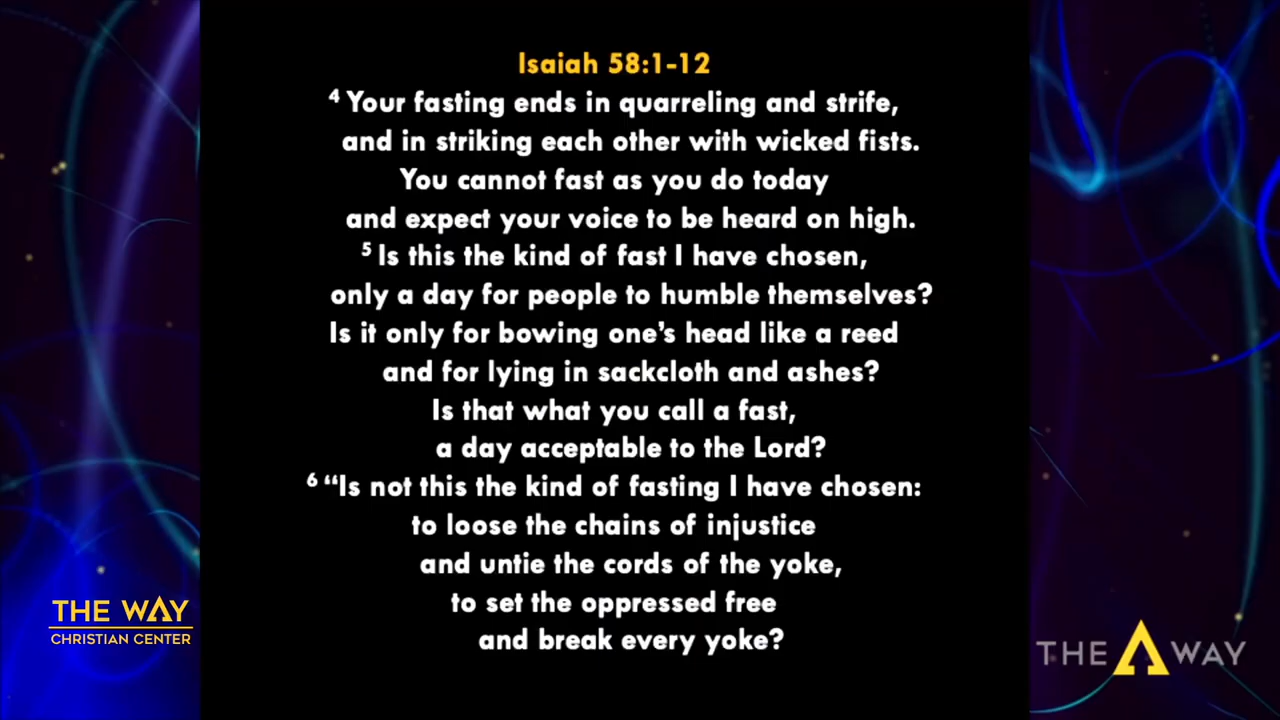 Isaiah 58:1-12
4 Your fasting ends in quarreling and strife,
and in striking each other with wicked fists.
You cannot fast as you do today
and expect your voice to be heard on high.
5 Is this the kind of fast I have chosen,
only a day for people to humble themselves?
Is it only for bowing one’s head like a reed
and for lying in sackcloth and ashes?
Is that what you call a fast,
a day acceptable to the Lord?
6 “Is not this the kind of fasting I have chosen:
to loose the chains of injustice
and untie the cords of the yoke,
to set the oppressed free
and break every yoke?
THE WAY
CHRISTIAN CENTER
THE WAY